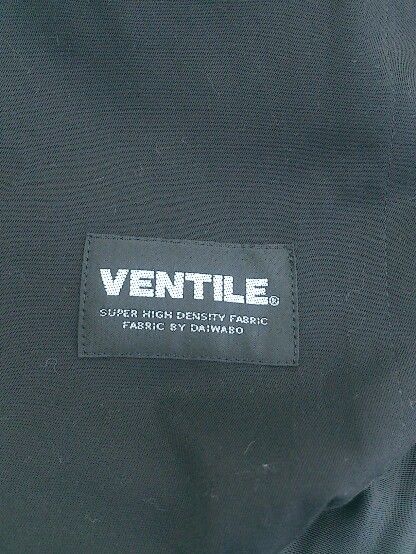 VENTILE®
SUPER HIGH DENSITY FABRIC
FABRIC BY DAIWABO